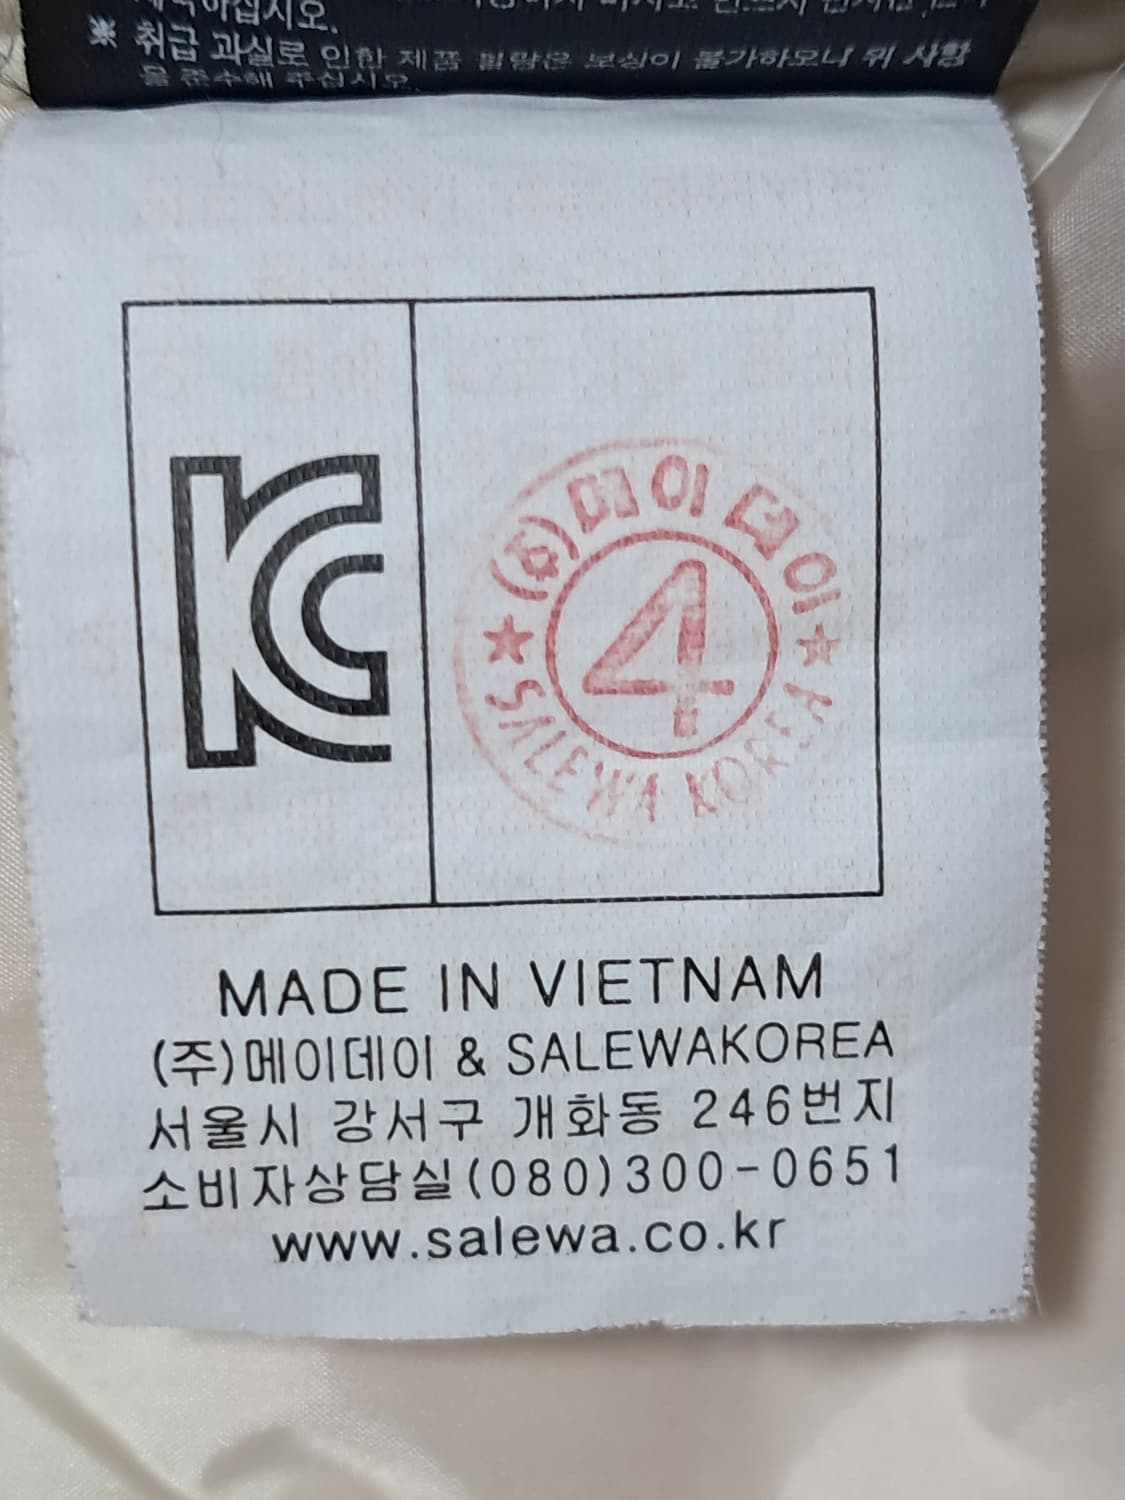 ※ 취급 과실로 인한 제품 불량은 보상이 불가하오니 위 사항
을 준수해 주십시오.
KC
(주)메이데이
4
SALEWA KOREA
MADE IN VIETNAM
(주)메이데이 & SALEWAKOREA
서울시 강서구 개화동 246번지
소비자상담실(080)300-0651
www.salewa.co.kr